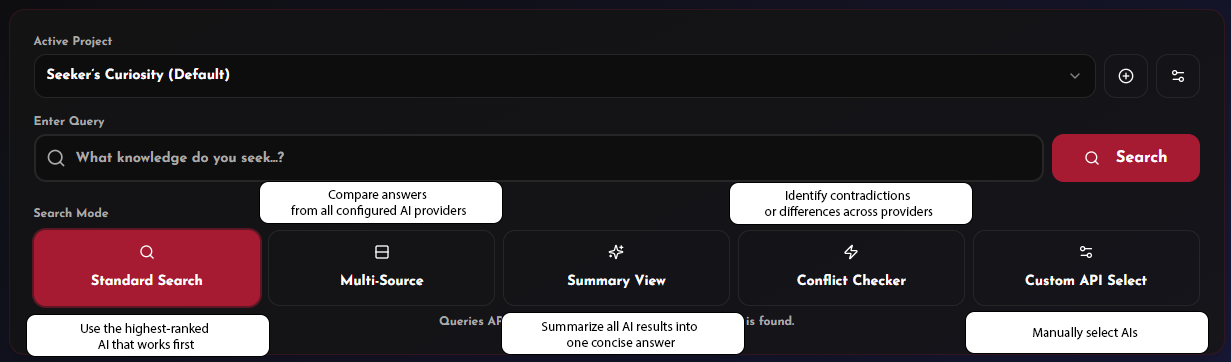 Active Project
Seeker's Curiosity (Default)
Enter Query
What knowledge do you seek...?
Search
Compare answers
from all configured AI providers
Identify contradictions
or differences across providers
Search Mode
Standard Search
Multi-Source
Summary View
Conflict Checker
Custom API Select
Queries AP
is found.
Use the highest-ranked
AI that works first
Summarize all AI results into
one concise answer
Manually select AIs